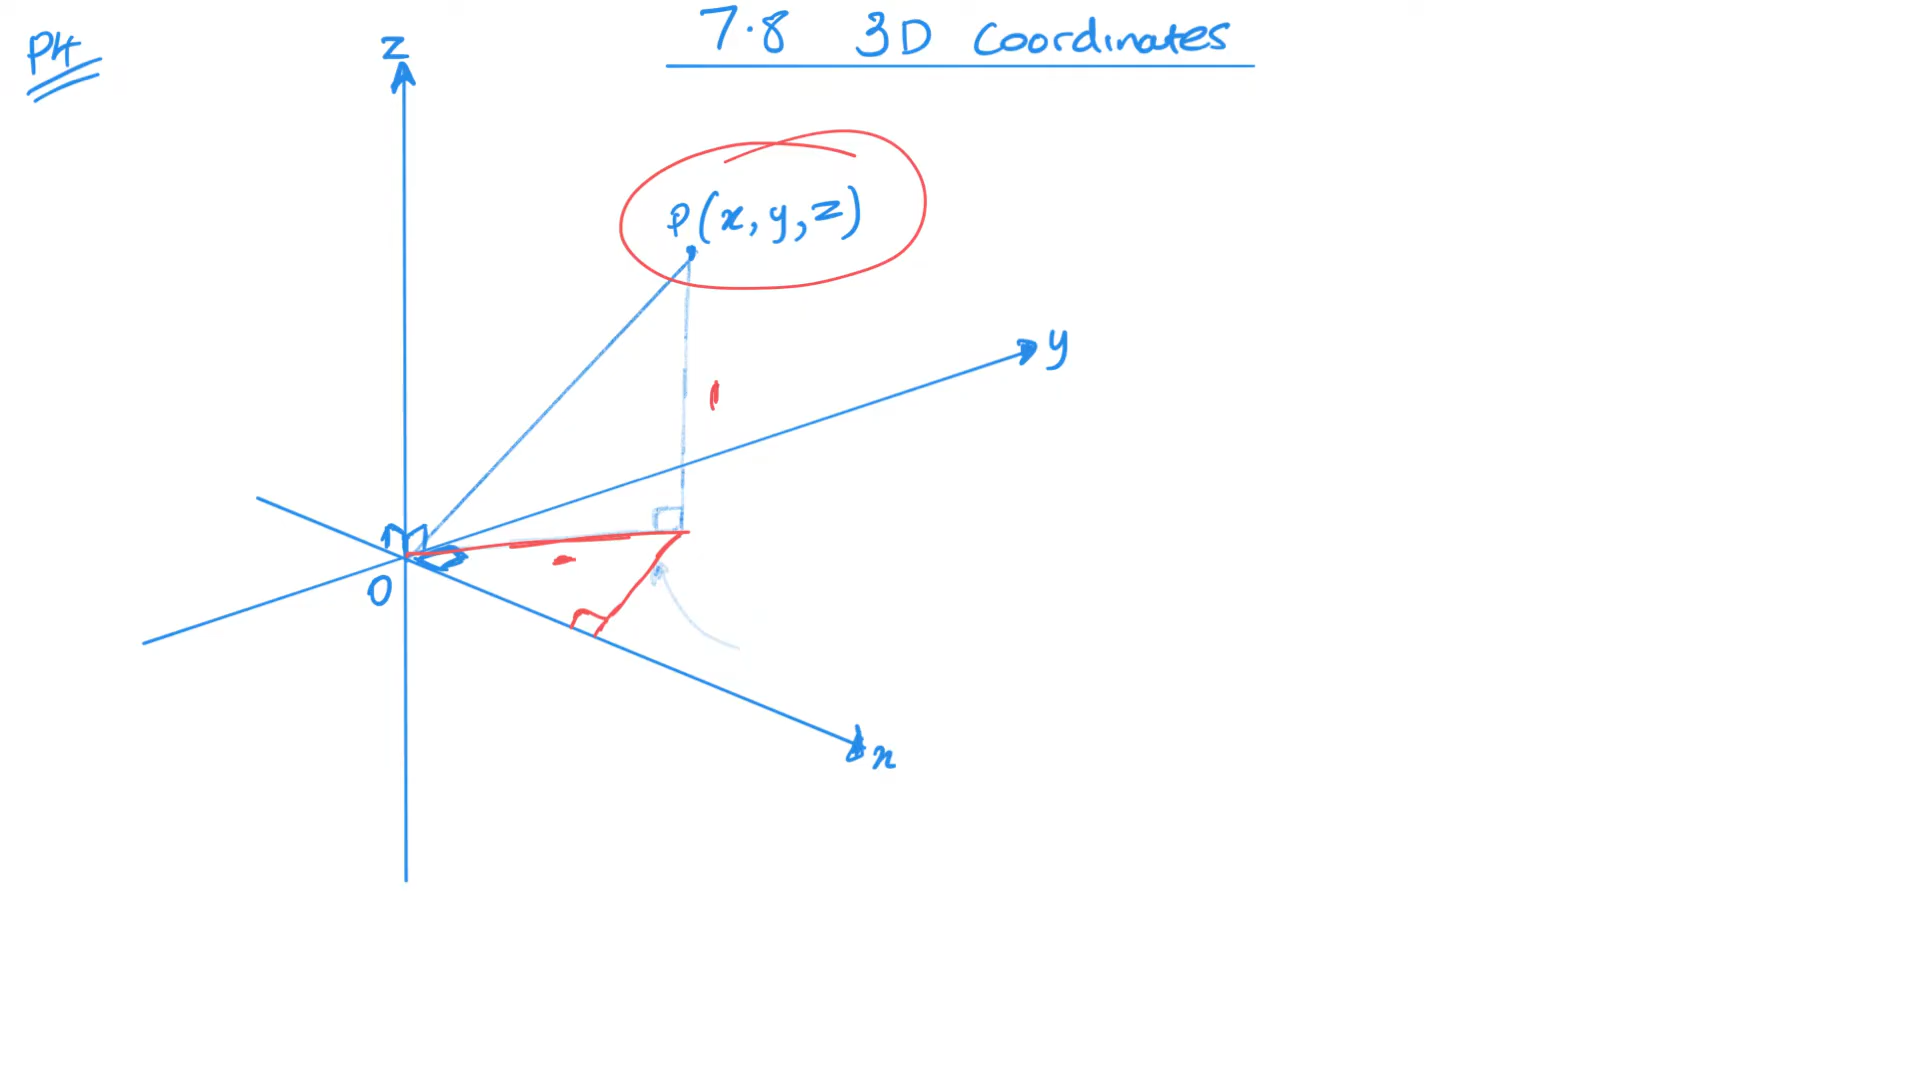 7.8 3D Coordinates
P4
z
P(x, y, z)
y
O
x